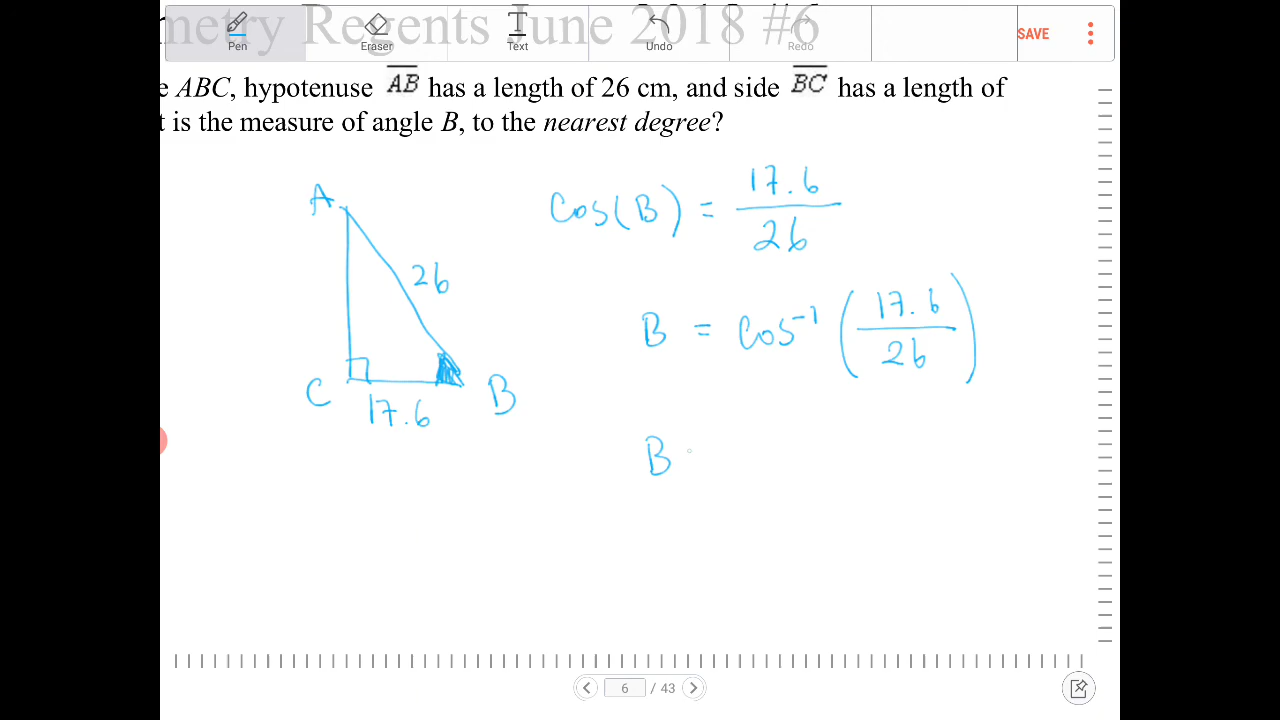 metry Regents June 2018 #6
Pen
Eraser
Text
Undo
Redo
SAVE
e ABC, hypotenuse AB has a length of 26 cm, and side BC has a length of
t is the measure of angle B, to the nearest degree?
A
26
C
17.6
B
cos(B) = 17.6/26
B = cos⁻¹(17.6/26)
B
6 / 43